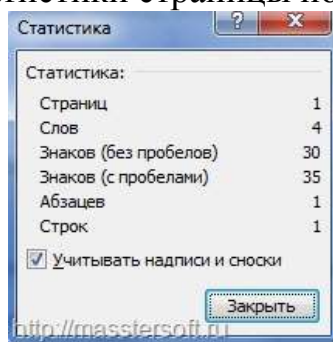 Статистика
Статистика:
Страниц 1
Слов 4
Знаков (без пробелов) 30
Знаков (с пробелами) 35
Абзацев 1
Строк 1
Учитывать надписи и сноски
Закрыть
http://masstersoft.ru